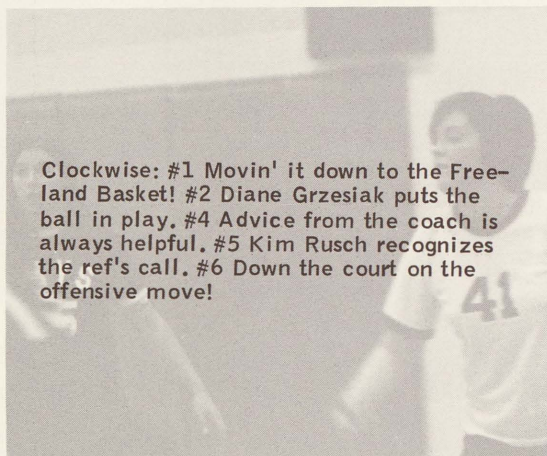 Clockwise: #1 Movin' it down to the Free-
land Basket! #2 Diane Grzesiak puts the
ball in play. #4 Advice from the coach is
always helpful. #5 Kim Rusch recognizes
the ref's call. #6 Down the court on the
offensive move!
41